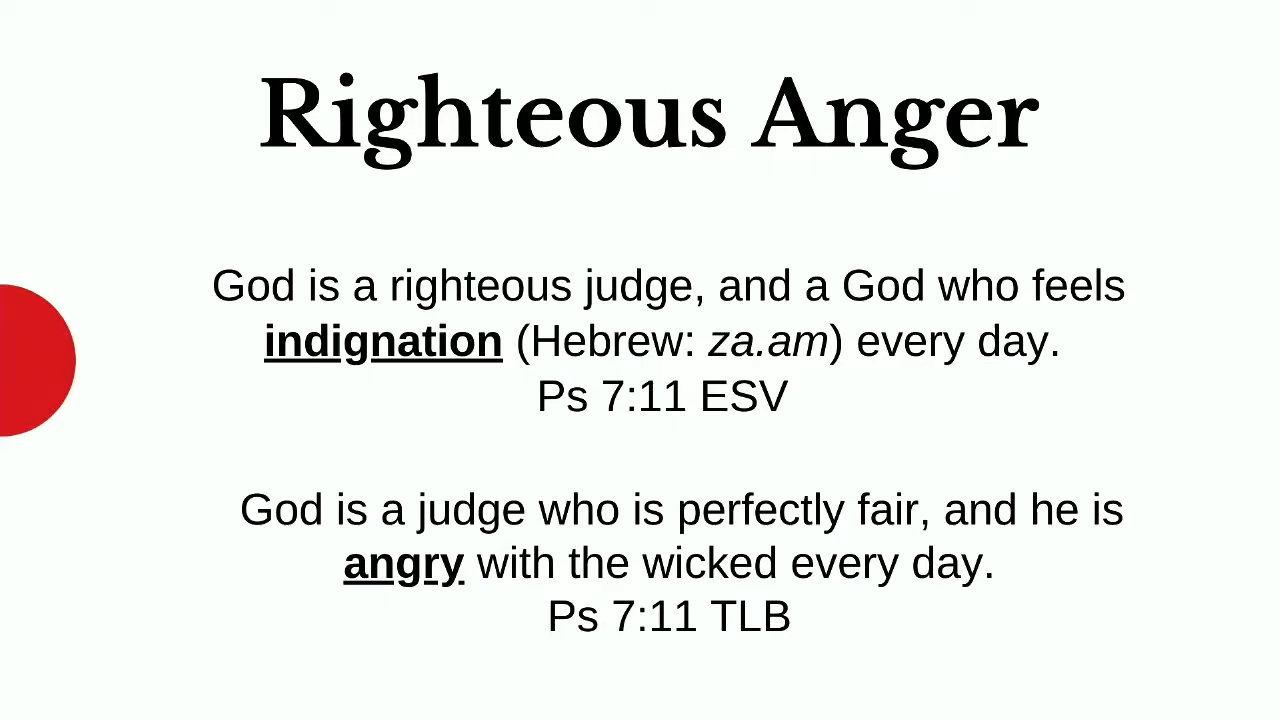 Righteous Anger
God is a righteous judge, and a God who feels
indignation (Hebrew: za.am) every day.
Ps 7:11 ESV
God is a judge who is perfectly fair, and he is
angry with the wicked every day.
Ps 7:11 TLB